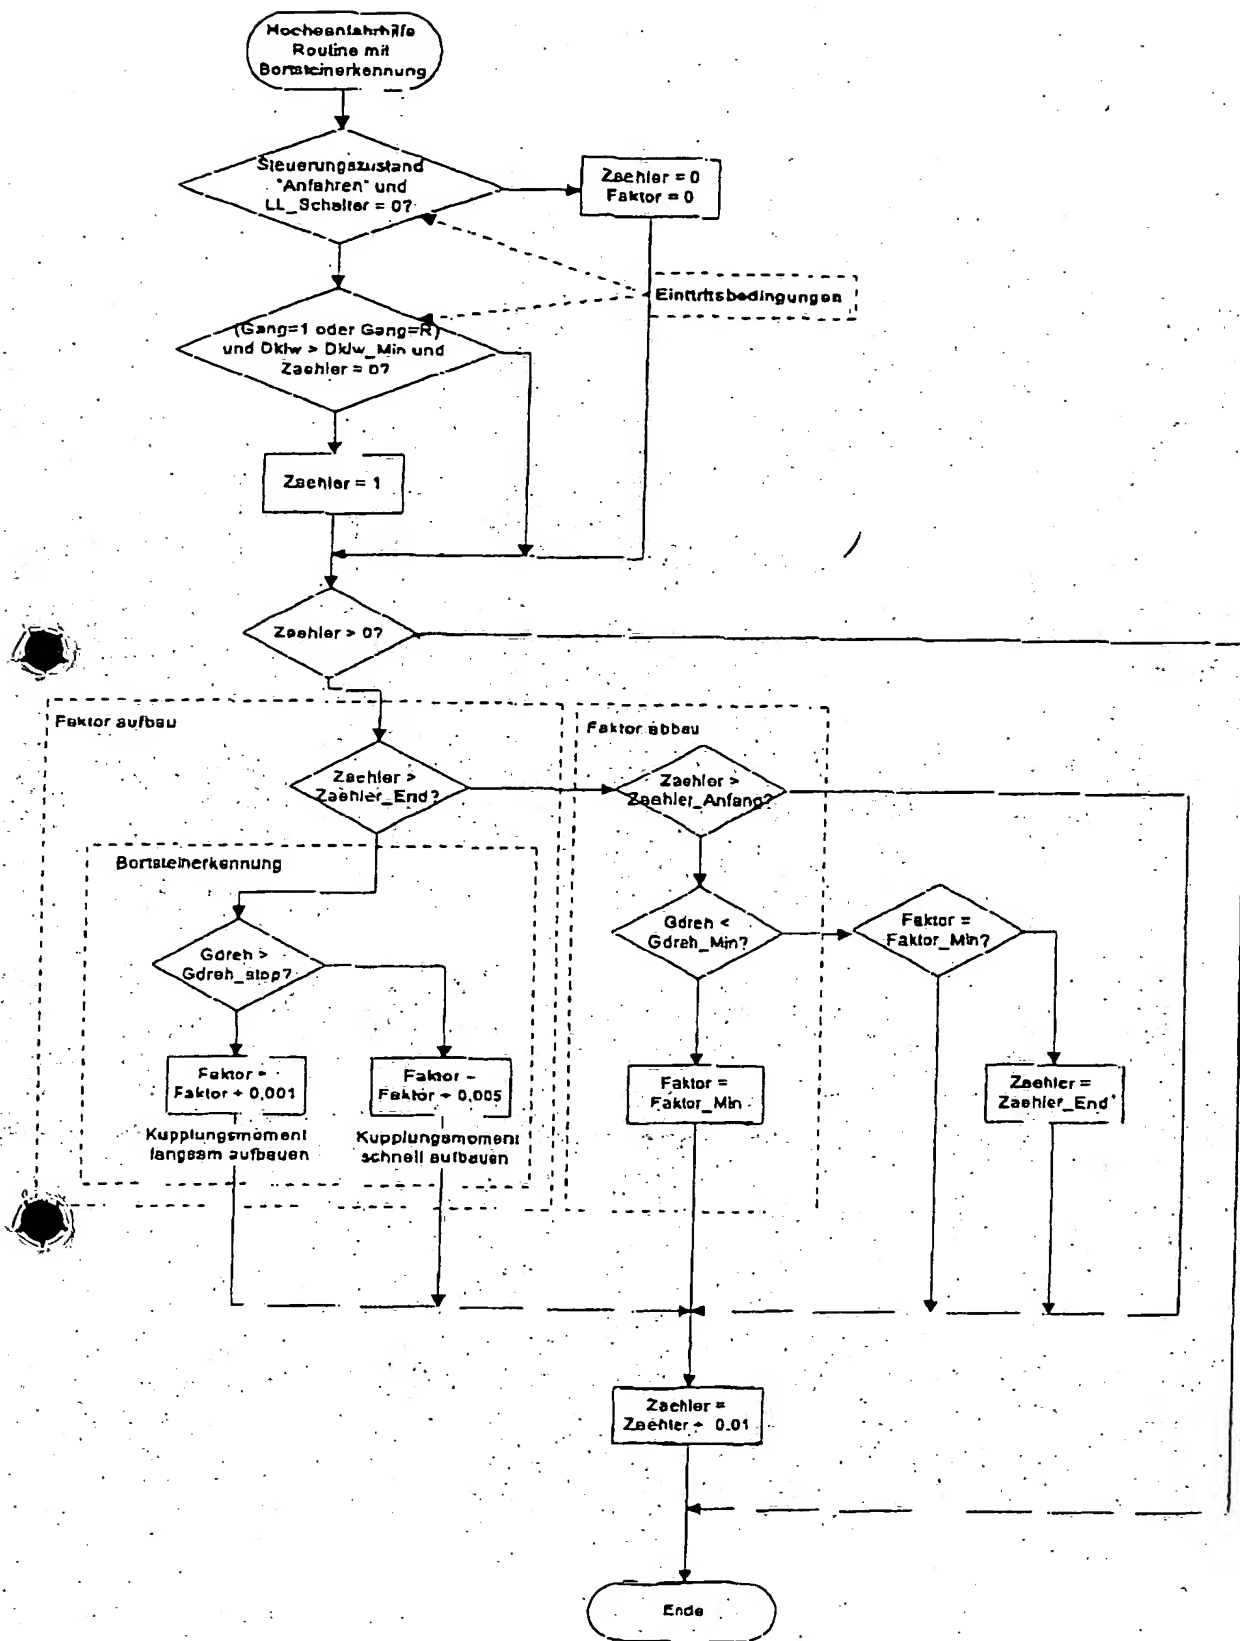 Hochanfahrhilfe
Routine mit
Bortsteinerkennung
Steuerungszustand
"Anfahren" und
LL_Schalter = 0?
Zaehler = 0
Faktor = 0
Eintrittsbedingungen
(Gang=1 oder Gang=R)
und Dklw > Dklw_Min und
Zaehler = 0?
Zaehler = 1
Zaehler > 0?
Faktor aufbau
Faktor abbau
Zaehler >
Zaehler_End?
Zaehler >
Zaehler_Anfang?
Bortsteinerkennung
Gdreh >
Gdreh_stop?
Gdreh <
Gdreh_Min?
Faktor =
Faktor_Min?
Faktor =
Faktor + 0,001
Faktor =
Faktor + 0,005
Faktor =
Faktor_Min
Zaehler =
Zaehler_End
Kupplungsmoment
langsam aufbauen
Kupplungsmoment
schnell aufbauen
Zaehler =
Zaehler + 0.01
Ende